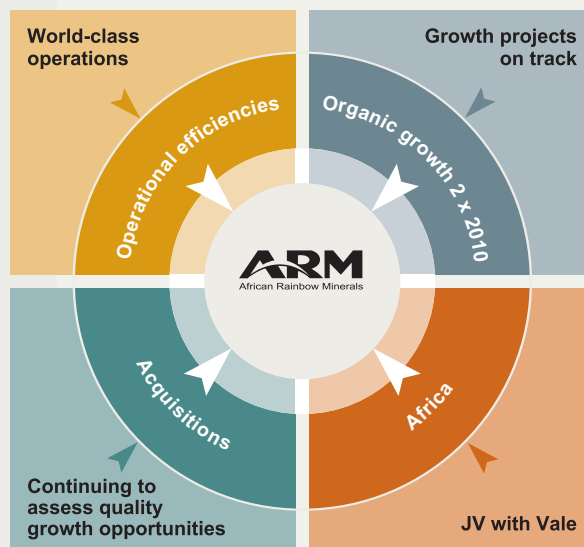 World-class
operations
Growth projects
on track
Operational efficiencies
Organic growth 2 x 2010
ARM
African Rainbow Minerals
Acquisitions
Africa
Continuing to
assess quality
growth opportunities
JV with Vale